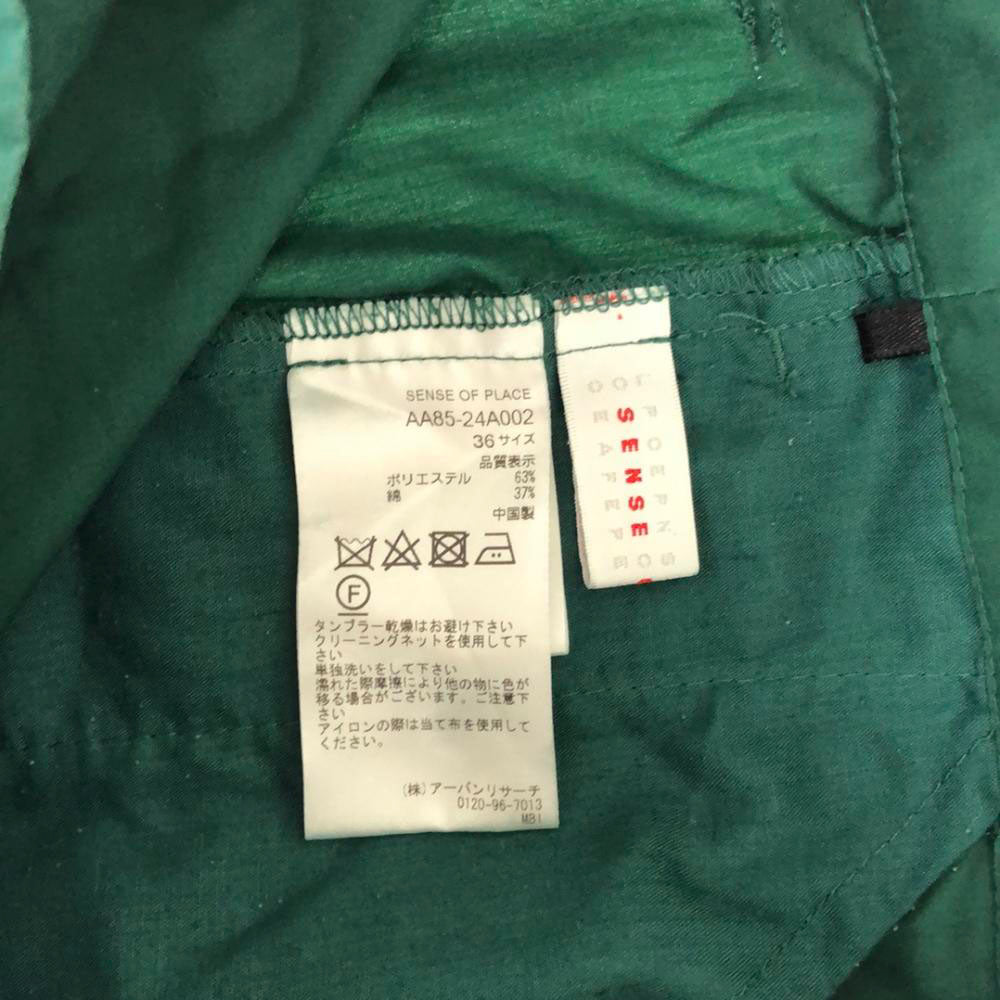 SENSE OF PLACE
AA85-24A002
36サイズ
品質表示
ポリエステル 63%
綿 37%
中国製
F
タンブラー乾燥はお避け下さい
クリーニングネットを使用して下
さい
単独洗いをして下さい
濡れた際摩擦により他の物に色が
移る場合がございます。ご注意下
さい
アイロンの際は当て布を使用して
ください。
(株)アーバンリサーチ
0120-96-7013
MBI
SENSE